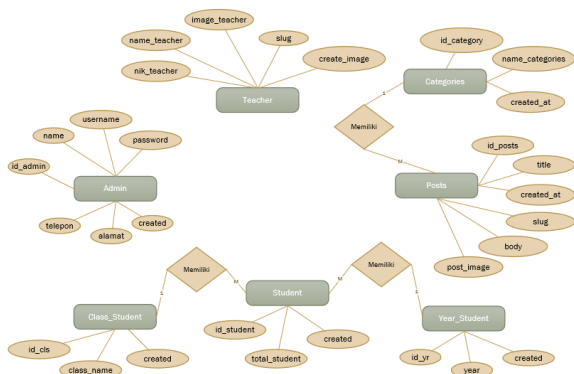 image_teacher
id_category
name_teacher
slug
name_categories
create_image
nik_teacher
Categories
Teacher
1
created_at
username
Memiliki
name
password
id_posts
M
title
id_admin
Admin
Posts
created_at
telepon
created
slug
alamat
body
Memiliki
Memiliki
post_image
M
M
1
1
Class_Student
Student
Year_Student
id_student
id_cls
created
created
total_student
id_yr
created
class_name
year